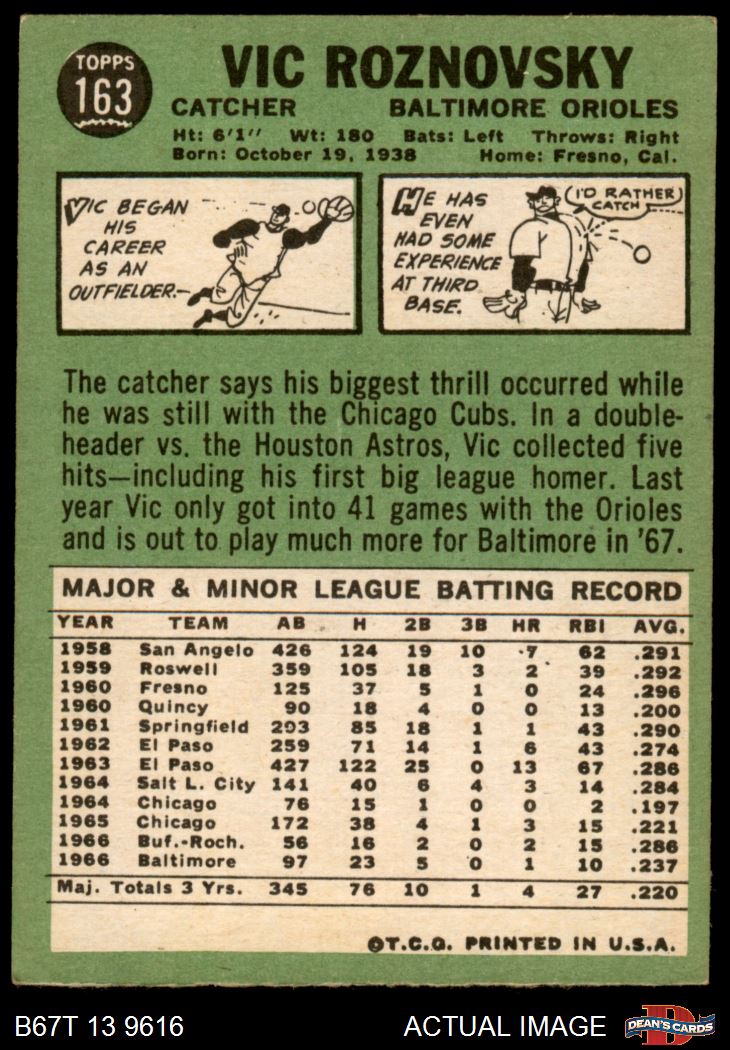 TOPPS
163
VIC ROZNOVSKY
CATCHER BALTIMORE ORIOLES
Ht: 6'1" Wt: 180 Bats: Left Throws: Right
Born: October 19, 1938 Home: Fresno, Cal.
VIC BEGAN
HIS
CAREER
AS AN
OUTFIELDER.
HE HAS
EVEN
HAD SOME
EXPERIENCE
AT THIRD
BASE.
I'D RATHER
CATCH
The catcher says his biggest thrill occurred while
he was still with the Chicago Cubs. In a double-
header vs. the Houston Astros, Vic collected five
hits—including his first big league homer. Last
year Vic only got into 41 games with the Orioles
and is out to play much more for Baltimore in '67.
MAJOR & MINOR LEAGUE BATTING RECORD
YEAR TEAM AB H 2B 3B HR RBI AVG.
1958 San Angelo 426 124 19 10 7 62 .291
1959 Roswell 359 105 18 3 2 39 .292
1960 Fresno 125 37 5 1 0 24 .296
1960 Quincy 90 18 4 0 0 13 .200
1961 Springfield 293 85 18 1 1 43 .290
1962 El Paso 259 71 14 1 6 43 .274
1963 El Paso 427 122 25 0 13 67 .286
1964 Salt L. City 141 40 6 4 3 14 .284
1964 Chicago 76 15 1 0 0 2 .197
1965 Chicago 172 38 4 1 3 15 .221
1966 Buf.-Roch. 56 16 2 0 2 15 .286
1966 Baltimore 97 23 5 0 1 10 .237
Maj. Totals 3 Yrs. 345 76 10 1 4 27 .220
©T.C.G. PRINTED IN U.S.A.
B67T 13 9616 ACTUAL IMAGE
D
DEAN'S CARDS